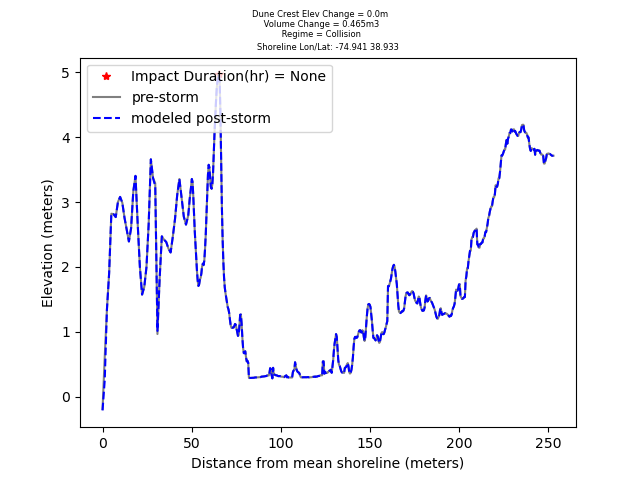 Dune Crest Elev Change = 0.0m
Volume Change = 0.465m3
Regime = Collision
Shoreline Lon/Lat: -74.941 38.933
Impact Duration(hr) = None
pre-storm
modeled post-storm
Elevation (meters)
5
4
3
2
1
0
0 50 100 150 200 250
Distance from mean shoreline (meters)